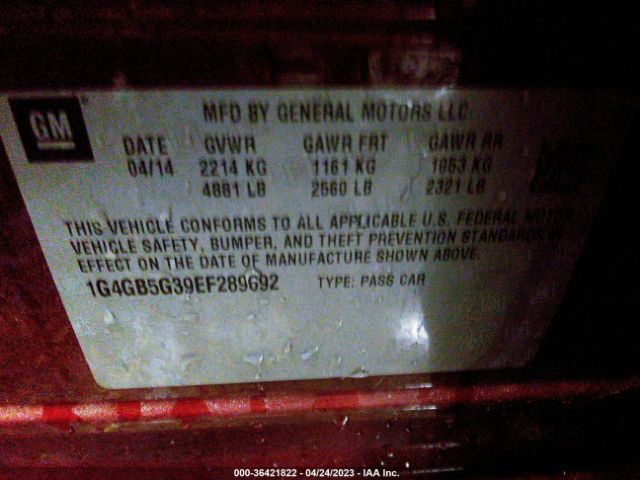 GM ®
MFD BY GENERAL MOTORS LLC
DATE GVWR GAWR FRT GAWR RR
04/14 2214 KG 1161 KG 1053 KG
4881 LB 2560 LB 2321 LB
THIS VEHICLE CONFORMS TO ALL APPLICABLE U.S. FEDERAL MOTOR
VEHICLE SAFETY, BUMPER, AND THEFT PREVENTION STANDARDS IN
EFFECT ON THE DATE OF MANUFACTURE SHOWN ABOVE.
1G4GB5G39EF289692 TYPE: PASS CAR
000-36421822 - 04/24/2023 - IAA Inc.